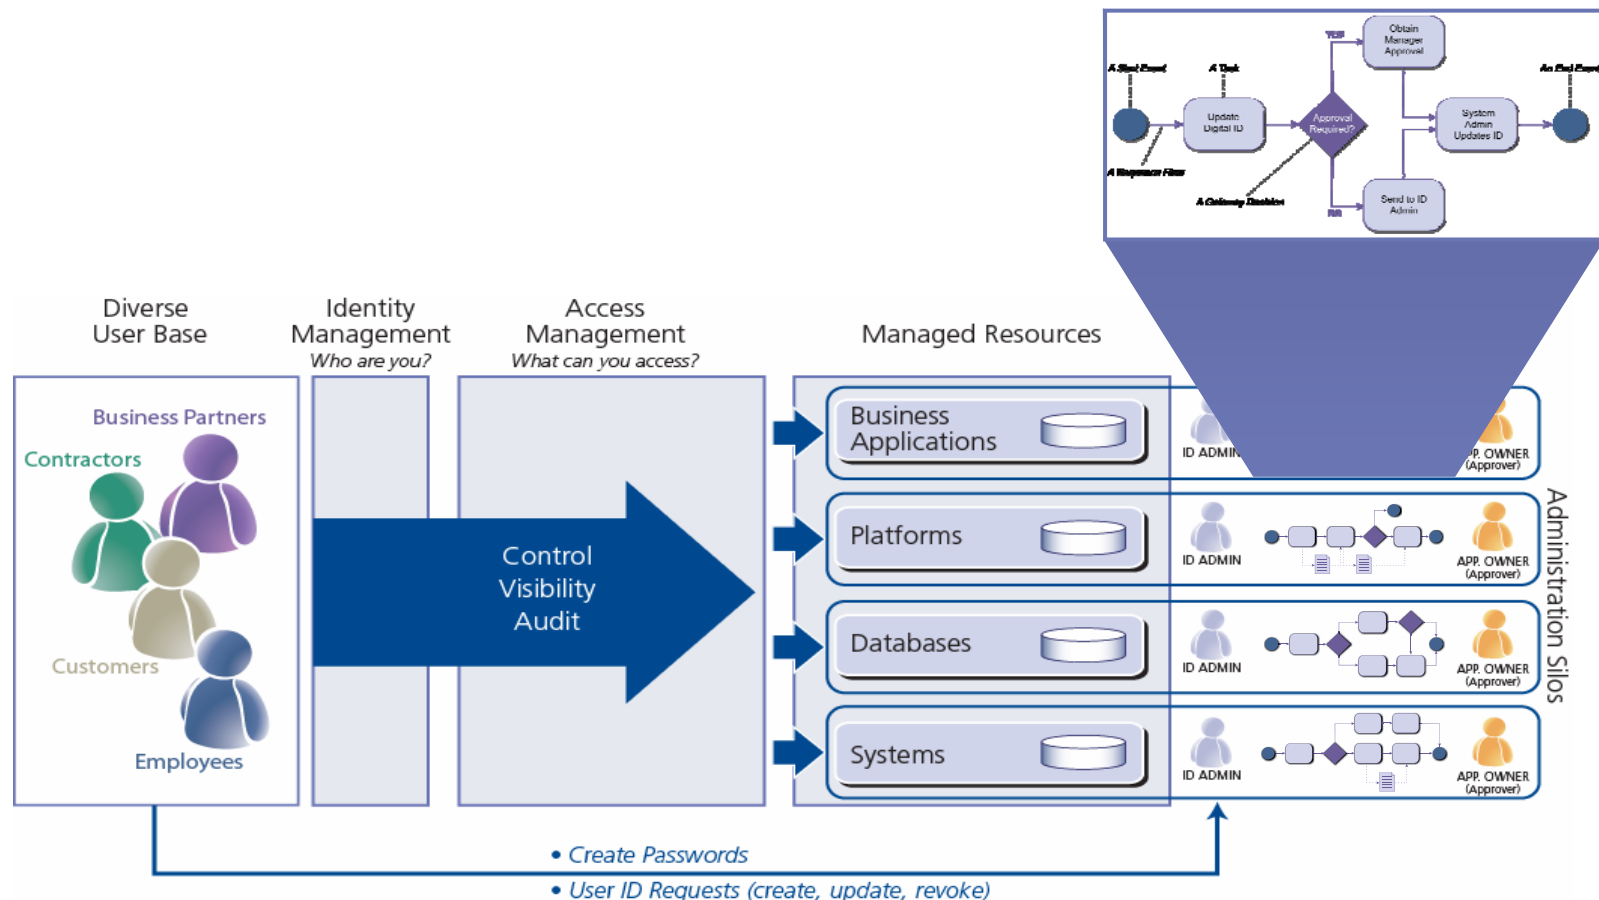 Obtain
Manager
Approval
YES
A Start Event
A Task
An End Event
Update
Digital ID
Approval
Required?
System
Admin
Updates ID
A Sequence Flow
A Gateway Decision
NO
Send to ID
Admin
Diverse
User Base
Identity
Management
Who are you?
Access
Management
What can you access?
Managed Resources
Business Partners
Contractors
Customers
Employees
Control
Visibility
Audit
Business
Applications
ID ADMIN
APP. OWNER
(Approver)
Platforms
ID ADMIN
APP. OWNER
(Approver)
Databases
ID ADMIN
APP. OWNER
(Approver)
Systems
ID ADMIN
APP. OWNER
(Approver)
Administration Silos
• Create Passwords
• User ID Requests (create, update, revoke)